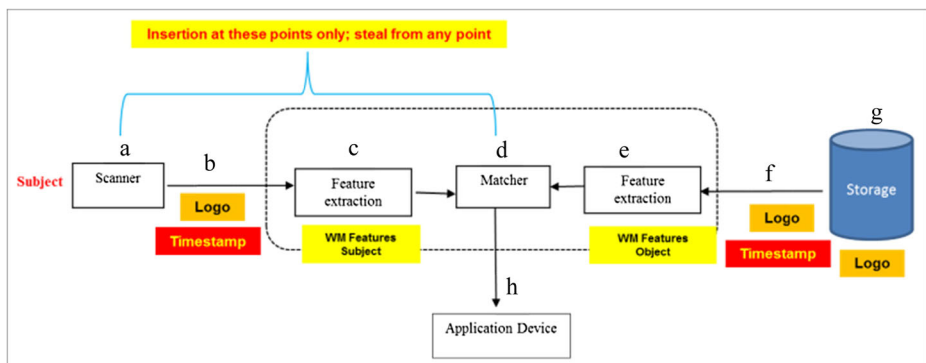 Insertion at these points only; steal from any point
g
a
b
c
d
e
f
Subject
Scanner
Feature
extraction
Matcher
Feature
extraction
Storage
Logo
Timestamp
WM Features
Subject
WM Features
Object
Logo
Timestamp
Logo
h
Application Device